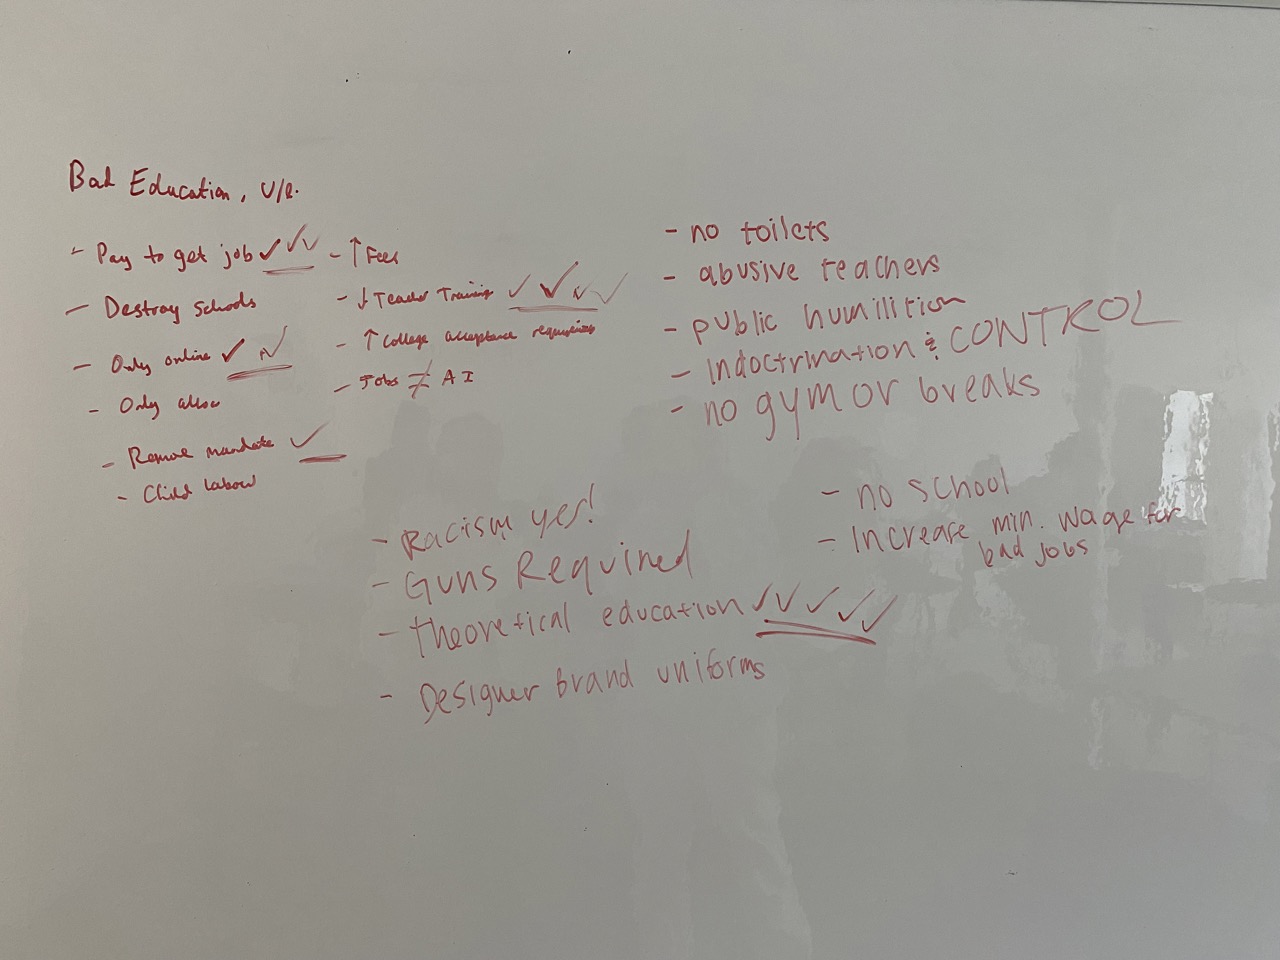 Bad Education, U/R.
- Pay to get job ✓✓✓
- Destroy Schools
- Only online ✓✓
- Only allow
- Remove mandate ✓
- Child labour
- ↑ Fees
- ↓ Teacher Training ✓✓✓✓
- ↑ College acceptance requirements
- Jobs ≠ AI
- no toilets
- abusive teachers
- public humilition
- Indoctrination & CONTROL
- no gym or breaks
- no school
- Increase min. wage for
bad jobs
- Racism yes!
- Guns Required
- theoretical education ✓✓✓✓✓
- Designer brand uniforms